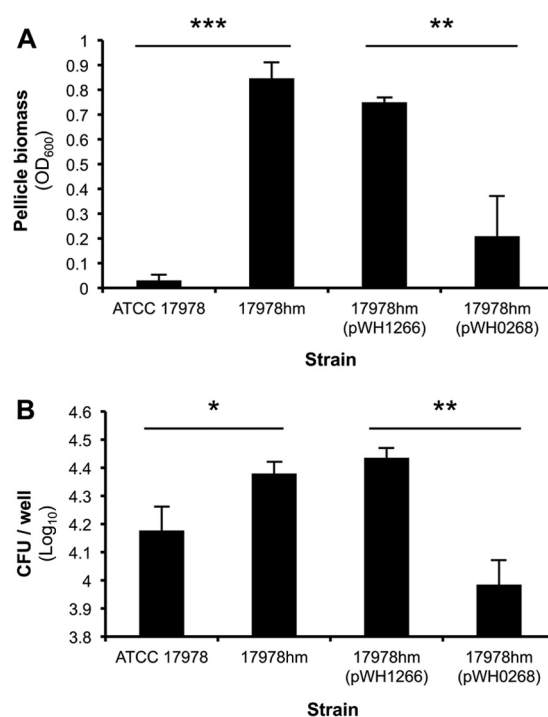 A
*** **
1
0.9
0.8
0.7
0.6
0.5
0.4
0.3
0.2
0.1
0
Pellicle biomass
(OD600)
ATCC 17978 17978hm 17978hm 17978hm
(pWH1266) (pWH0268)
Strain
B
* **
4.6
4.5
4.4
4.3
4.2
4.1
4
3.9
3.8
CFU / well
(Log10)
ATCC 17978 17978hm 17978hm 17978hm
(pWH1266) (pWH0268)
Strain